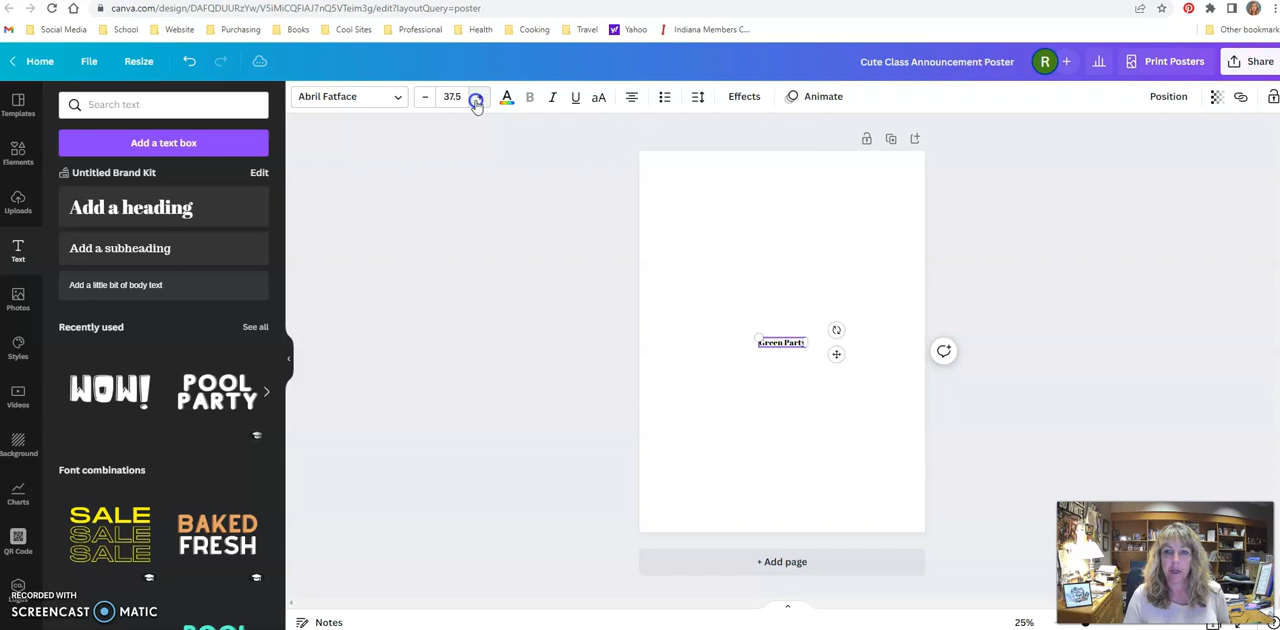 canva.com/design/DAFQDUURzYw/V5iMiCQFIAJ7nQ5VTeim3g/edit?layoutQuery=poster
Social Media School Website Purchasing Books Cool Sites Professional Health Cooking Travel Yahoo Indiana Members C... Other bookmark
Home File Resize Cute Class Announcement Poster R + Print Posters Share
Abril Fatface − 37.5 A B I U aA Effects Animate Position
Templates
Elements
Uploads
Text
Photos
Styles
Videos
Background
Charts
QR Code
Search text
Add a text box
Untitled Brand Kit Edit
Add a heading
Add a subheading
Add a little bit of body text
Recently used See all
WOW!
POOL
PARTY
Font combinations
SALE
SALE
SALE
BAKED
FRESH
Green Party
+ Add page
RECORDED WITH
SCREENCAST MATIC
Notes 25%